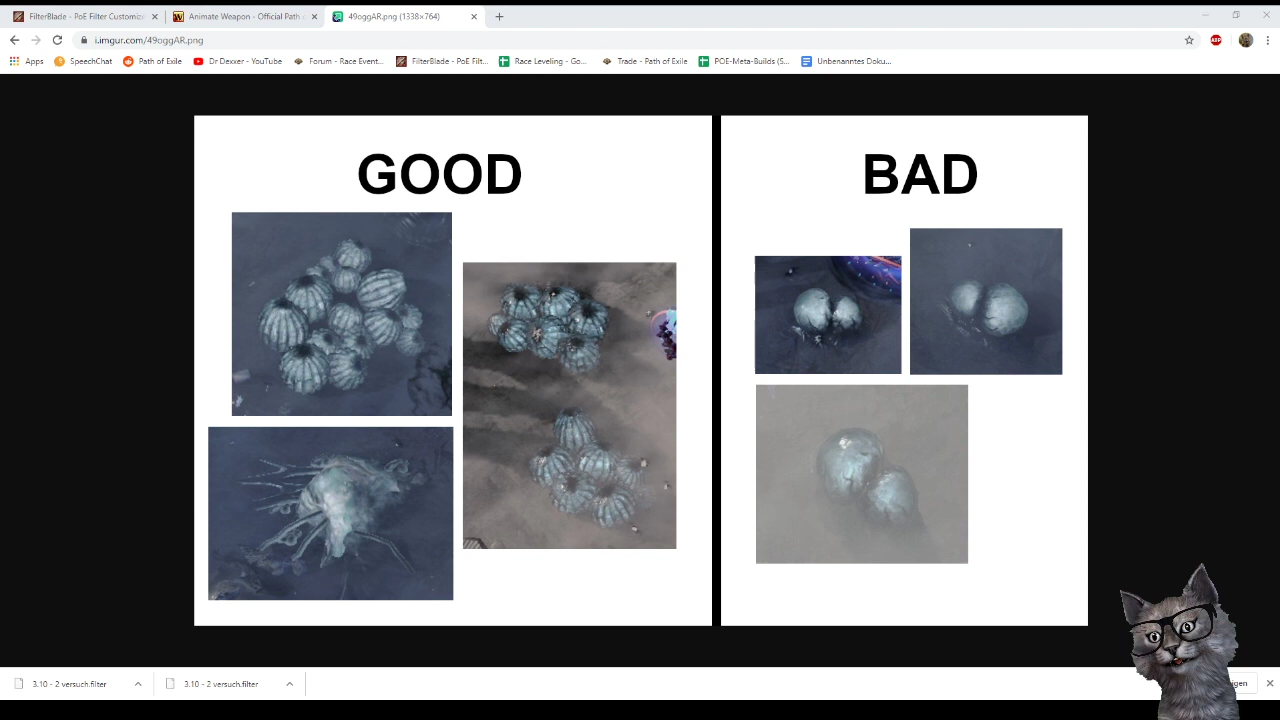 FilterBlade - PoE Filter Customiz
Animate Weapon - Official Path
49oggAR.png (1338×764)
i.imgur.com/49oggAR.png
Apps
SpeechChat
Path of Exile
Dr Dexxer - YouTube
Forum - Race Event...
FilterBlade - PoE Filt...
Race Leveling - Go...
Trade - Path of Exile
POE-Meta-Builds (S...
Unbenanntes Doku...
GOOD
BAD
3.10 - 2 versuch.filter
3.10 - 2 versuch.filter
igen